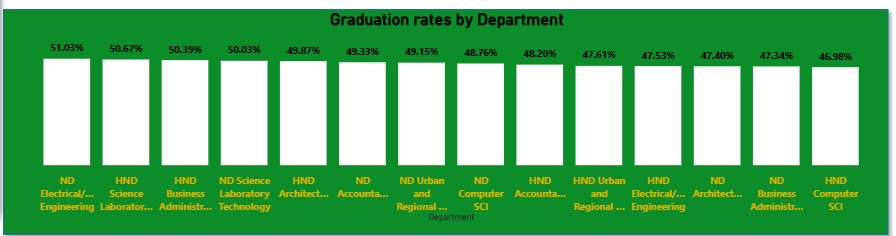 Graduation rates by Department
51.03% 50.67% 50.39% 50.03% 49.87% 49.33% 49.15% 48.76% 48.20% 47.61% 47.53% 47.40% 47.34% 46.98%
ND HND HND ND Science HND ND ND Urban ND HND HND Urban HND ND ND HND
Electrical/... Science Business Laboratory Architect... Accounta... and Computer Accounta... and Electrical/... Architect... Business Computer
Engineering Laborator... Administr... Technology Regional ... SCI Regional ... Engineering Administr... SCI
Department